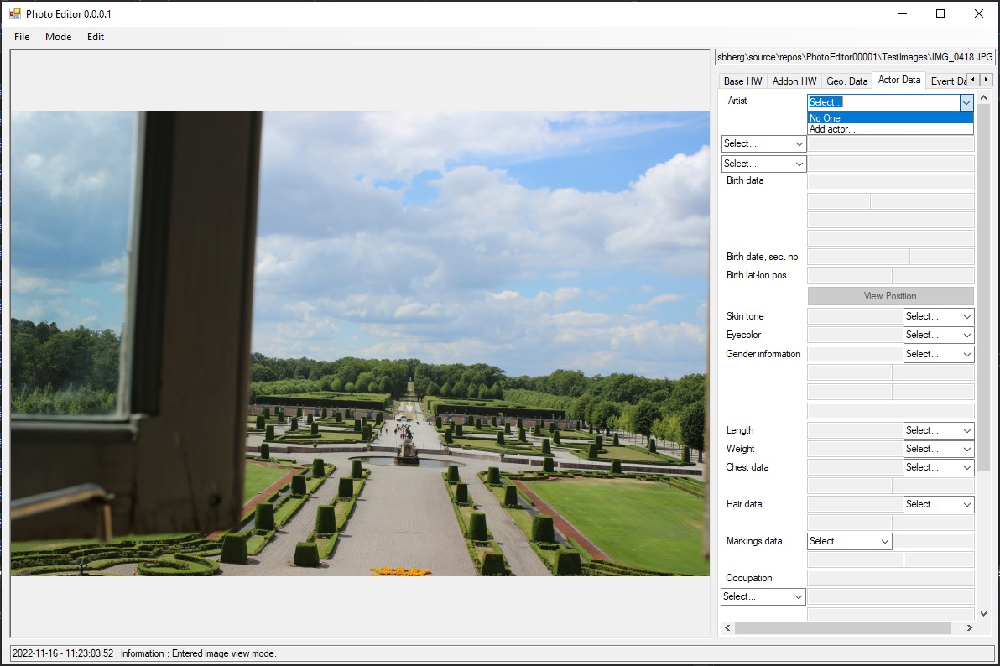 Photo Editor 0.0.0.1
File Mode Edit
sbberg\source\repos\PhotoEditor00001\TestImages\IMG_0418.JPG
Base HW Addon HW Geo. Data Actor Data Event Da
Artist Select...
No One
Add actor...
Select...
Select...
Birth data
Birth date, sec. no
Birth lat-lon pos
View Position
Skin tone Select...
Eyecolor Select...
Gender information Select...
Length Select...
Weight Select...
Chest data Select...
Hair data Select...
Markings data Select...
Occupation
Select...
2022-11-16 - 11:23:03.52 : Information : Entered image view mode.